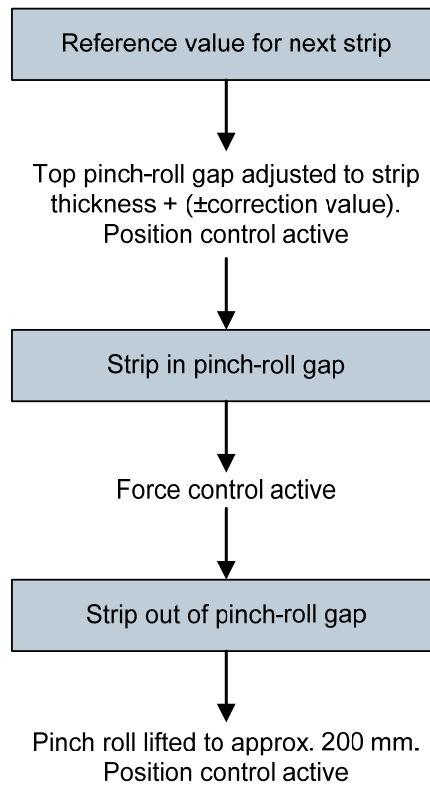 Reference value for next strip
Top pinch-roll gap adjusted to strip
thickness + (±correction value).
Position control active
Strip in pinch-roll gap
Force control active
Strip out of pinch-roll gap
Pinch roll lifted to approx. 200 mm.
Position control active